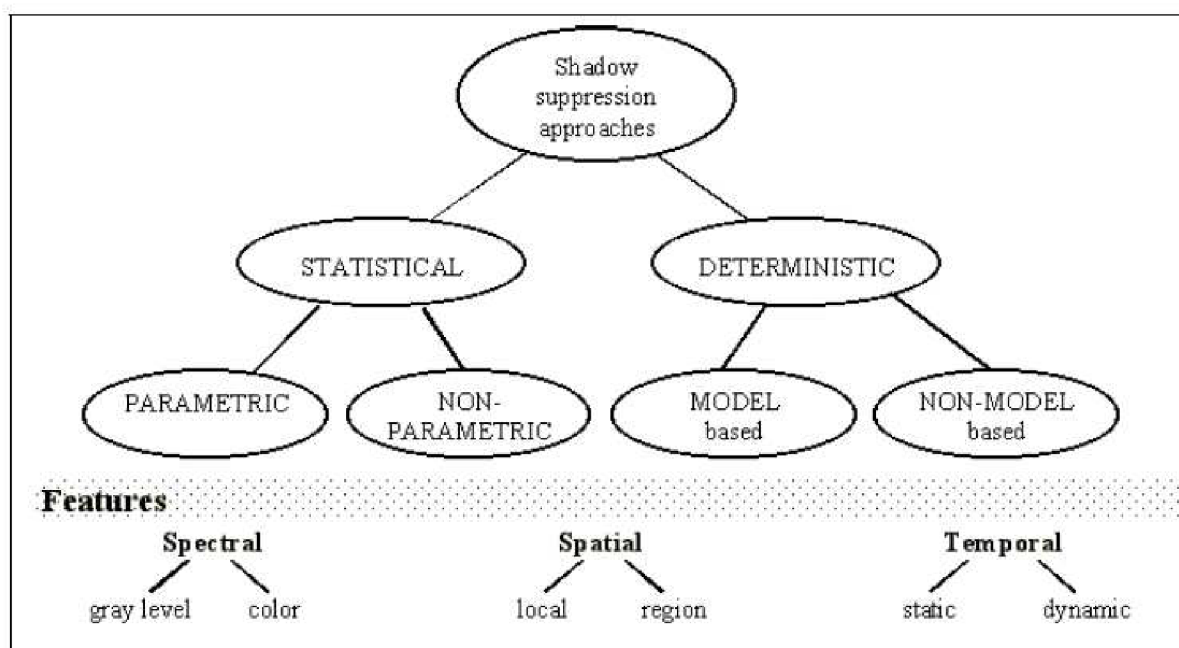 Shadow
suppression
approaches
STATISTICAL
DETERMINISTIC
PARAMETRIC
NON-
PARAMETRIC
MODEL
based
NON-MODEL
based
Features
Spectral
Spatial
Temporal
gray level
color
local
region
static
dynamic